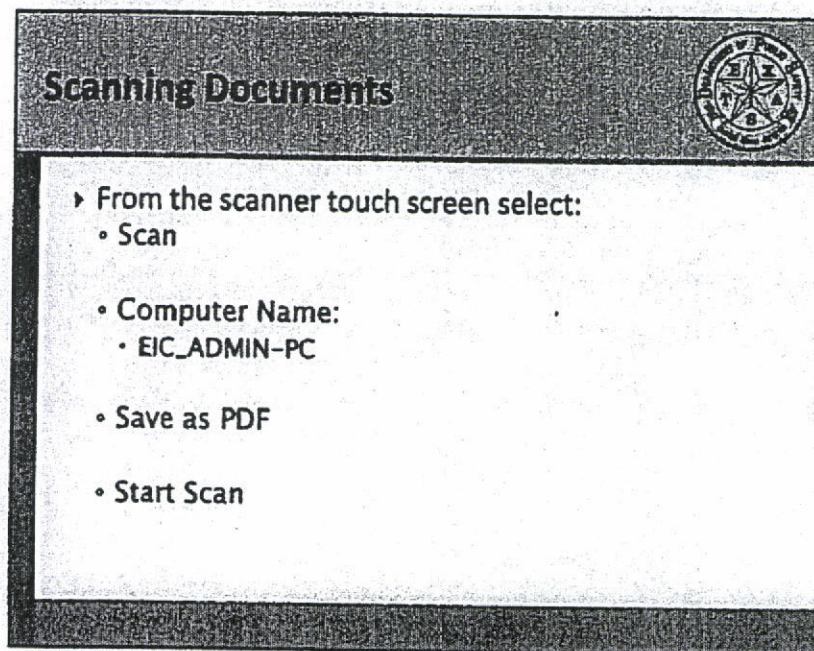 Scanning Documents
T E X A S
▸ From the scanner touch screen select:
◦ Scan
◦ Computer Name:
• EIC_ADMIN-PC
◦ Save as PDF
◦ Start Scan